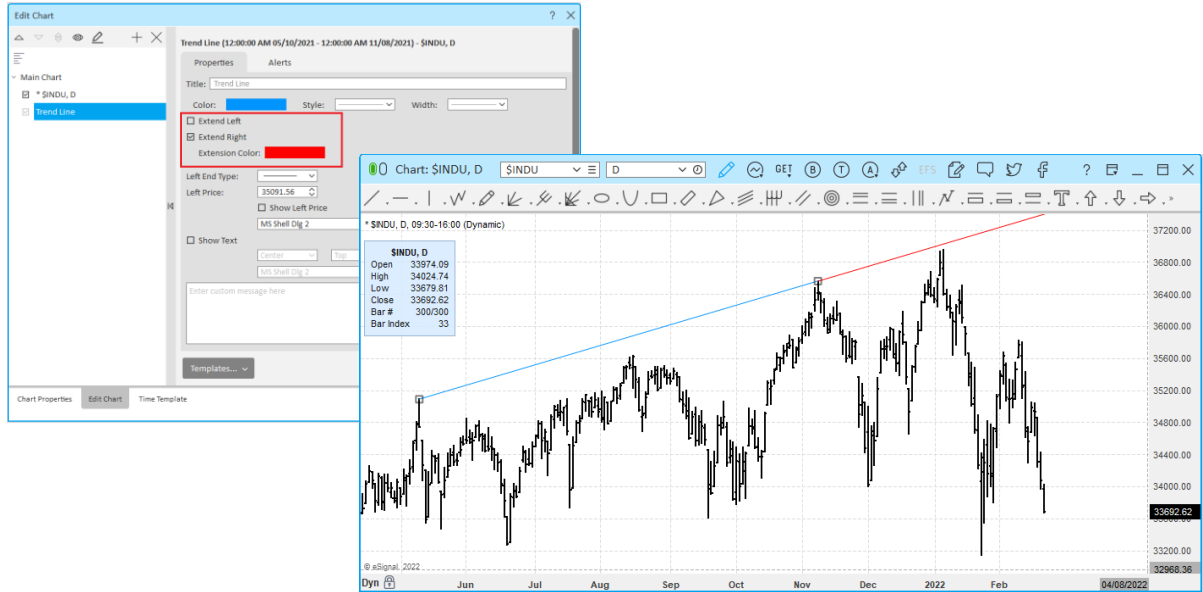 Edit Chart
?
Trend Line (12:00:00 AM 05/10/2021 - 12:00:00 AM 11/08/2021) - $INDU, D
Properties
Alerts
Main Chart
* $INDU, D
Trend Line
Title: Trend Line
Color: Style: Width:
Extend Left
Extend Right
Extension Color:
Left End Type:
Left Price: 35091.56
Show Left Price
MS Shell Dlg 2
Show Text
Center Top
MS Shell Dlg 2
Enter custom message here
Templates...
Chart Properties
Edit Chart
Time Template
Chart: $INDU, D
$INDU
D
GET
B
T
A
EFS
?
T
* $INDU, D, 09:30-16:00 (Dynamic)
$INDU, D
Open 33974.09
High 34024.74
Low 33679.81
Close 33692.62
Bar # 300/300
Bar Index 33
37200.00
36800.00
36400.00
36000.00
35600.00
35200.00
34800.00
34400.00
34000.00
33692.62
33200.00
32968.36
© eSignal, 2022
Dyn
Jun
Jul
Aug
Sep
Oct
Nov
Dec
2022
Feb
04/08/2022